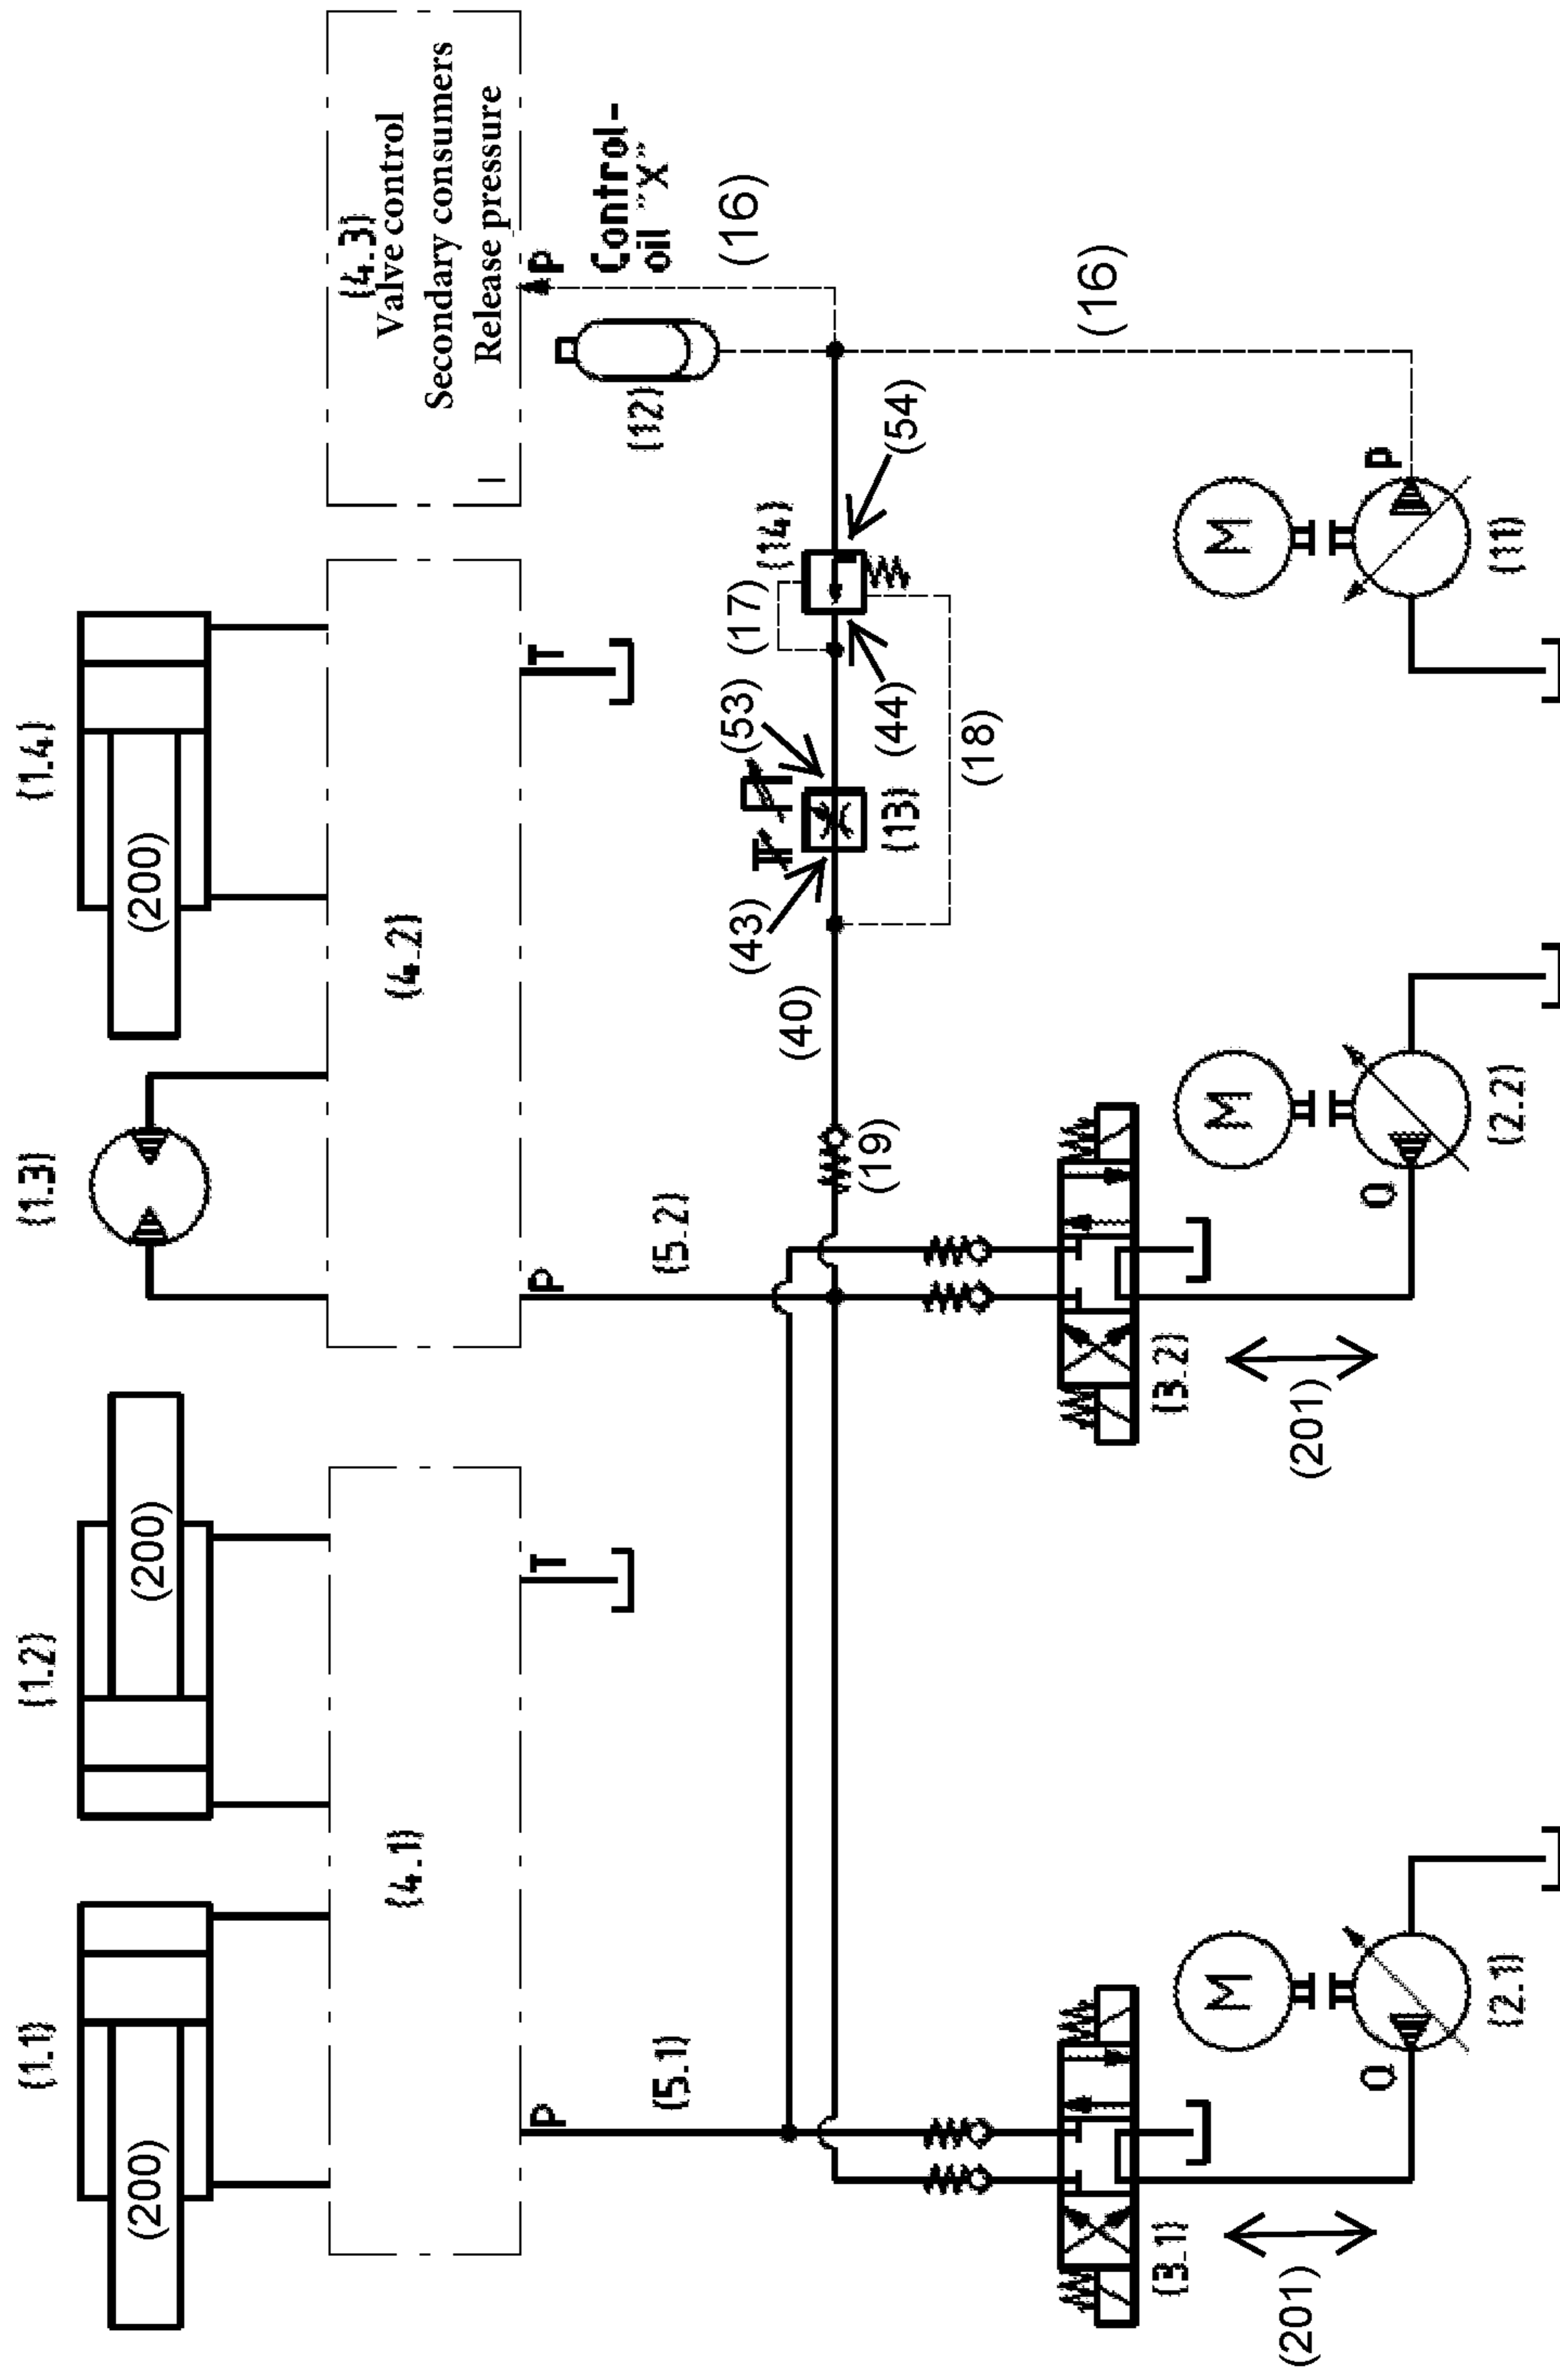 (1.1)
(1.2)
(1.3)
(1.4)
(200)
(200)
(200)
(4.3)
Valve control
Secondary consumers
Release pressure
(4.1)
(4.2)
P
T
P
T
P
Control-
oil "X"
(12)
(5.1)
(5.2)
(16)
(43)
(53)
(17)
(14)
(40)
(19)
(13)
(44)
(54)
(18)
(16)
(3.1)
(3.2)
M
M
M
(201)
(201)
Q
Q
P
(2.1)
(2.2)
(11)